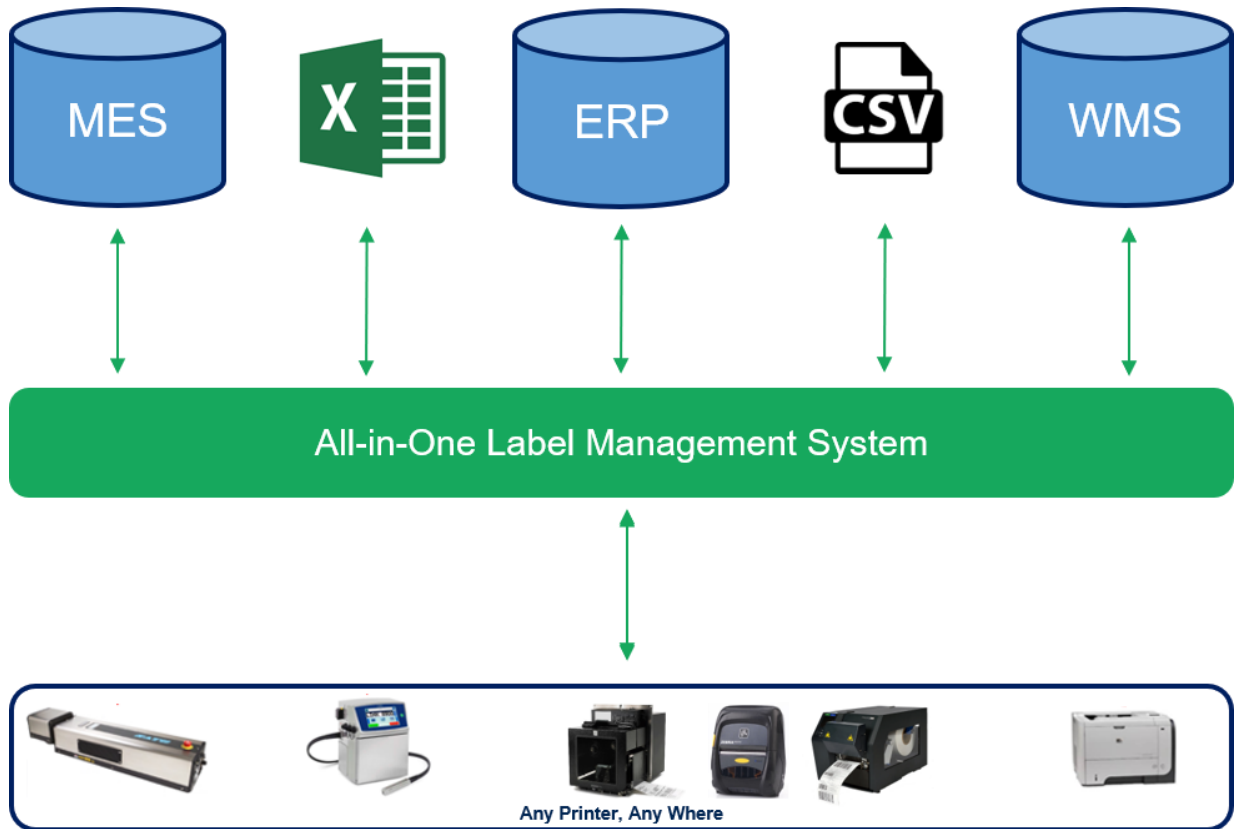 MES
X
ERP
CSV
WMS
All-in-One Label Management System
Any Printer, Any Where